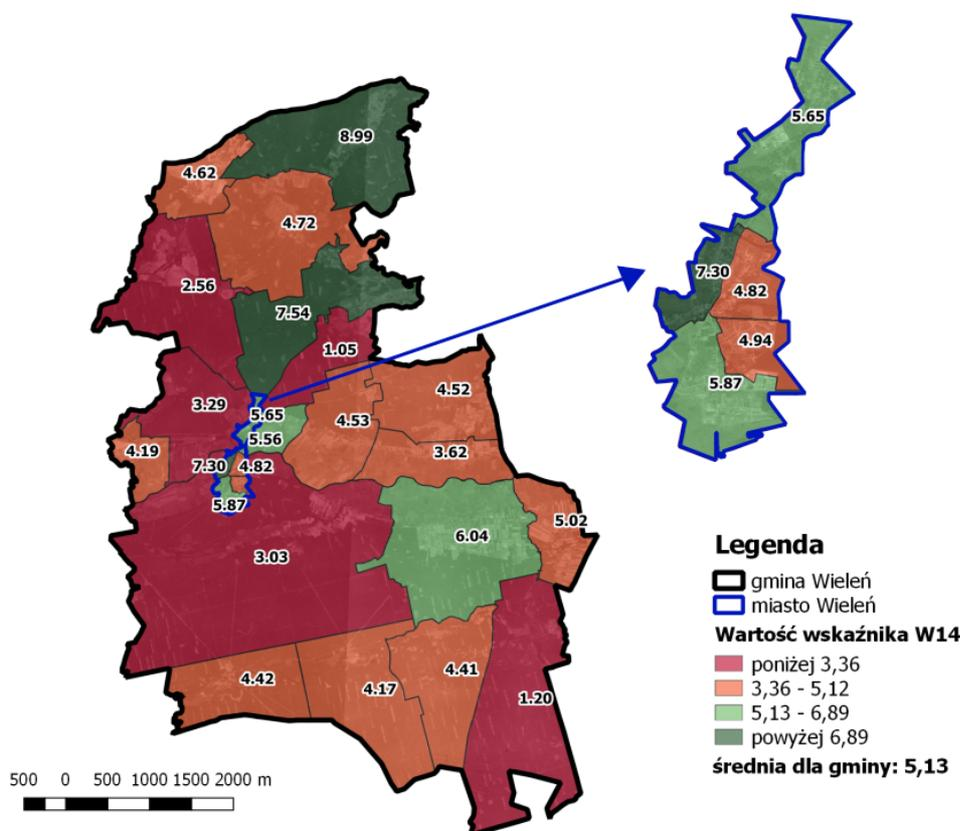 8.99
5.65
4.62
4.72
7.30
2.56
4.82
7.54
4.94
1.05
5.87
4.52
3.29
5.65
4.53
5.56
4.19
3.62
7.30
4.82
5.87
5.02
6.04
3.03
4.42
4.41
4.17
1.20
Legenda
gmina Wieleń
miasto Wieleń
Wartość wskaźnika W14
poniżej 3,36
3,36 - 5,12
5,13 - 6,89
powyżej 6,89
średnia dla gminy: 5,13
500 0 500 1000 1500 2000 m